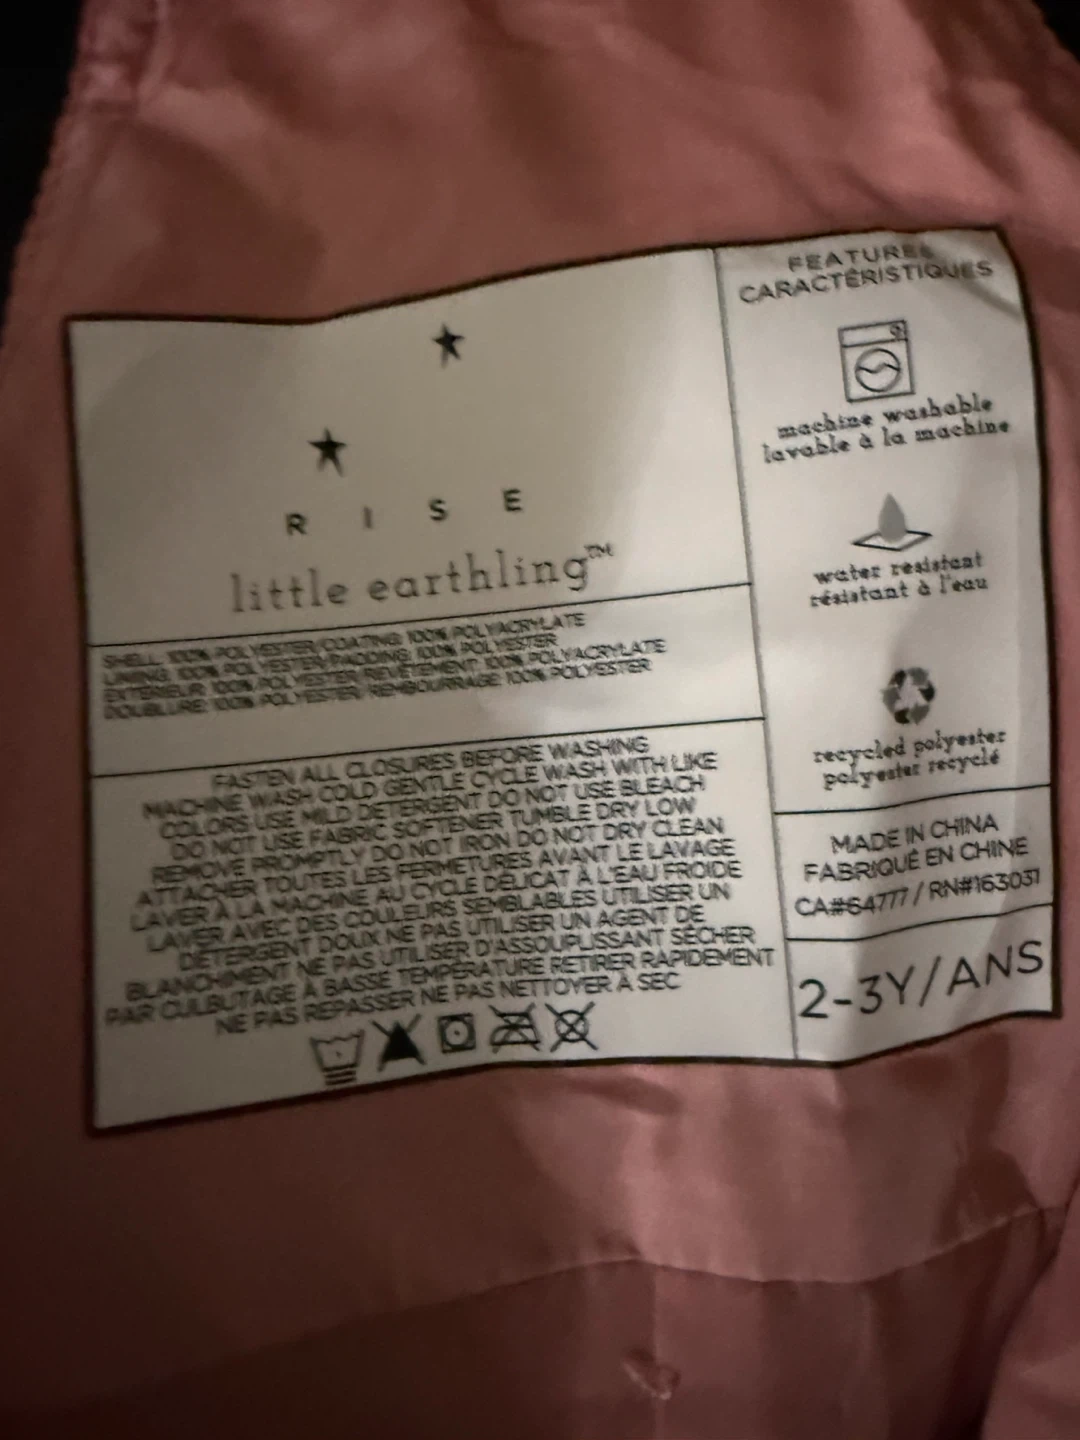 RISE
little earthling™
SHELL: 100% POLYESTER/COATING: 100% POLYACRYLATE
LINING: 100% POLYESTER/PADDING: 100% POLYESTER
EXTÉRIEUR: 100% POLYESTER/REVÊTEMENT: 100% POLYACRYLATE
DOUBLURE: 100% POLYESTER/REMBOURRAGE: 100% POLYESTER
FASTEN ALL CLOSURES BEFORE WASHING
MACHINE WASH COLD GENTLE CYCLE WASH WITH LIKE
COLORS USE MILD DETERGENT DO NOT USE BLEACH
DO NOT USE FABRIC SOFTENER TUMBLE DRY LOW
REMOVE PROMPTLY DO NOT IRON DO NOT DRY CLEAN
ATTACHER TOUTES LES FERMETURES AVANT LE LAVAGE
LAVER À LA MACHINE AU CYCLE DÉLICAT À L'EAU FROIDE
LAVER AVEC DES COULEURS SEMBLABLES UTILISER UN
DÉTERGENT DOUX NE PAS UTILISER UN AGENT DE
BLANCHIMENT NE PAS UTILISER D'ASSOUPLISSANT SÉCHER
PAR CULBUTAGE À BASSE TEMPÉRATURE RETIRER RAPIDEMENT
NE PAS REPASSER NE PAS NETTOYER À SEC
FEATURES
CARACTÉRISTIQUES
machine washable
lavable à la machine
water resistant
résistant à l'eau
recycled polyester
polyester recyclé
MADE IN CHINA
FABRIQUÉ EN CHINE
CA#64777 / RN#163031
2-3Y/ANS